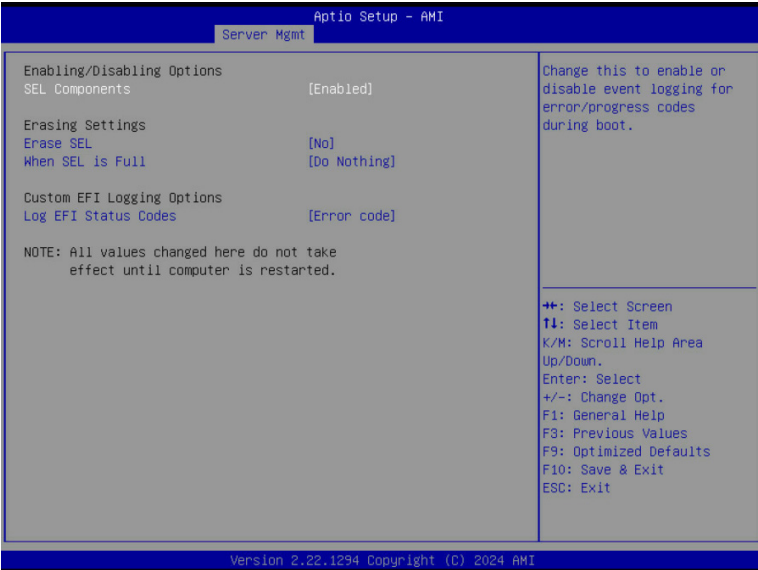 Aptio Setup - AMI
Server Mgmt
Enabling/Disabling Options
SEL Components [Enabled]
Erasing Settings
Erase SEL [No]
When SEL is Full [Do Nothing]
Custom EFI Logging Options
Log EFI Status Codes [Error code]
NOTE: All values changed here do not take
effect until computer is restarted.
Change this to enable or
disable event logging for
error/progress codes
during boot.
→←: Select Screen
↑↓: Select Item
K/M: Scroll Help Area
Up/Down.
Enter: Select
+/-: Change Opt.
F1: General Help
F3: Previous Values
F9: Optimized Defaults
F10: Save & Exit
ESC: Exit
Version 2.22.1294 Copyright (C) 2024 AMI